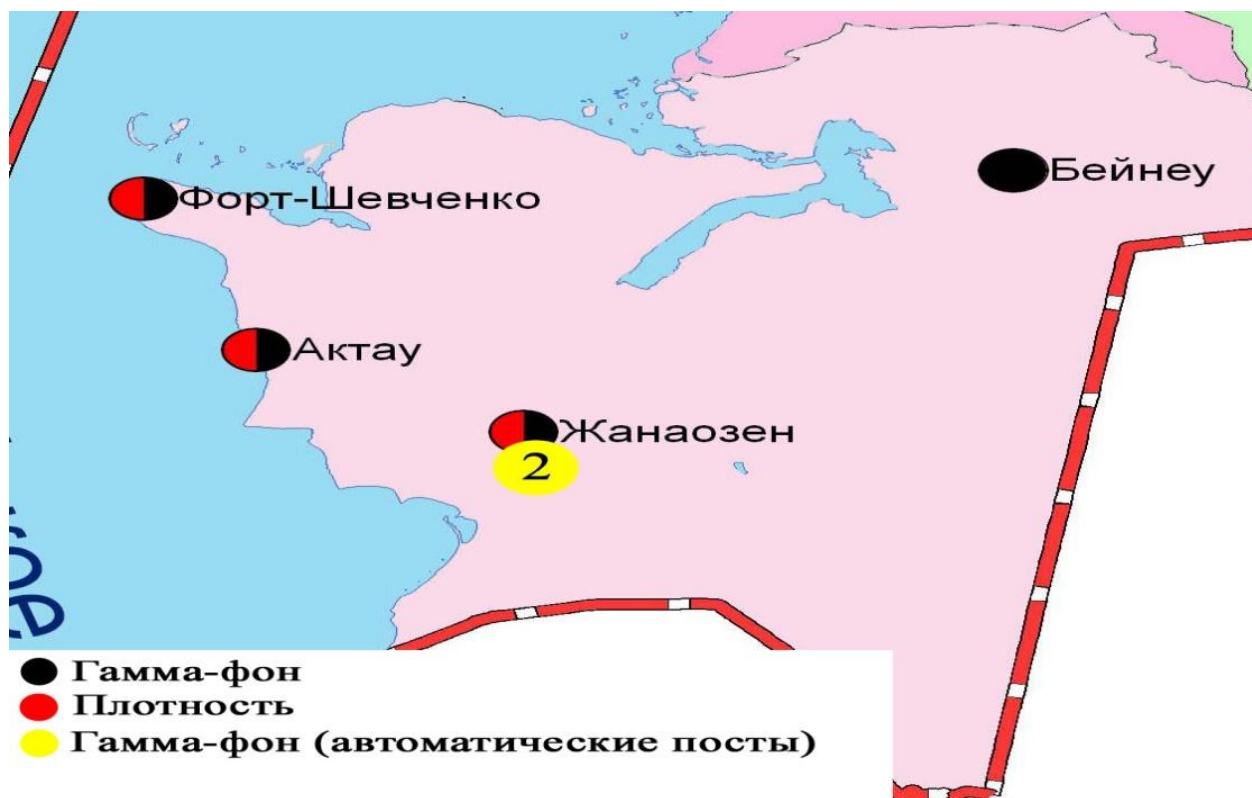 Бейнеу
Форт-Шевченко
Актау
Жанаозен
2
Гамма-фон
Плотность
Гамма-фон (автоматические посты)